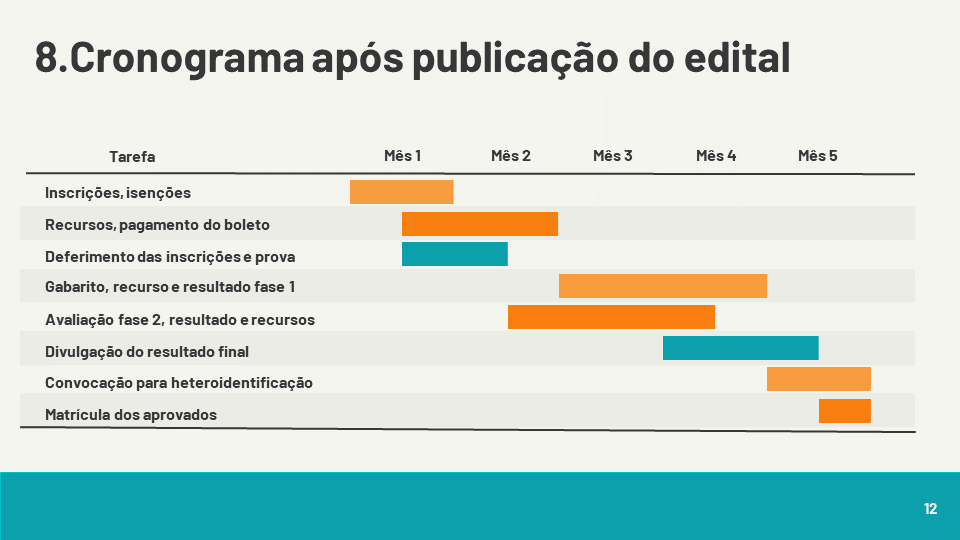 8.Cronograma após publicação do edital
Tarefa Mês 1 Mês 2 Mês 3 Mês 4 Mês 5
Inscrições, isenções
Recursos, pagamento do boleto
Deferimento das inscrições e prova
Gabarito, recurso e resultado fase 1
Avaliação fase 2, resultado e recursos
Divulgação do resultado final
Convocação para heteroidentificação
Matrícula dos aprovados
12